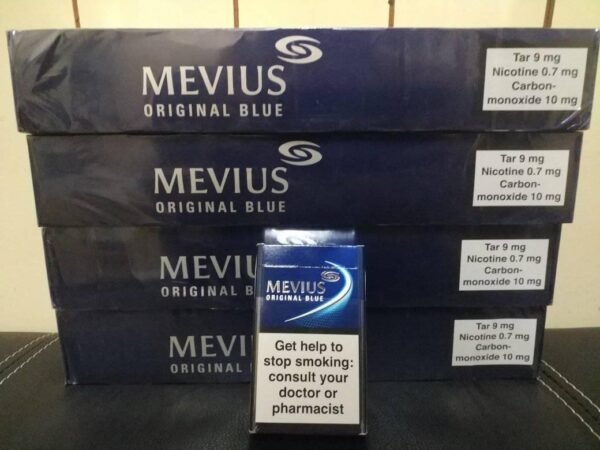 MEVIUS
ORIGINAL BLUE
Tar 9 mg
Nicotine 0.7 mg
Carbon-
monoxide 10 mg
MEVIUS
ORIGINAL BLUE
Tar 9 mg
Nicotine 0.7 mg
Carbon-
monoxide 10 mg
MEVIU
ORIGINAL B
Tar 9 mg
Nicotine 0.7 mg
Carbon-
monoxide 10 mg
MEVIU
ORIGINAL
Tar 9 mg
Nicotine 0.7 mg
Carbon-
monoxide 10 mg
MEVIUS
ORIGINAL BLUE
Get help to
stop smoking:
consult your
doctor or
pharmacist